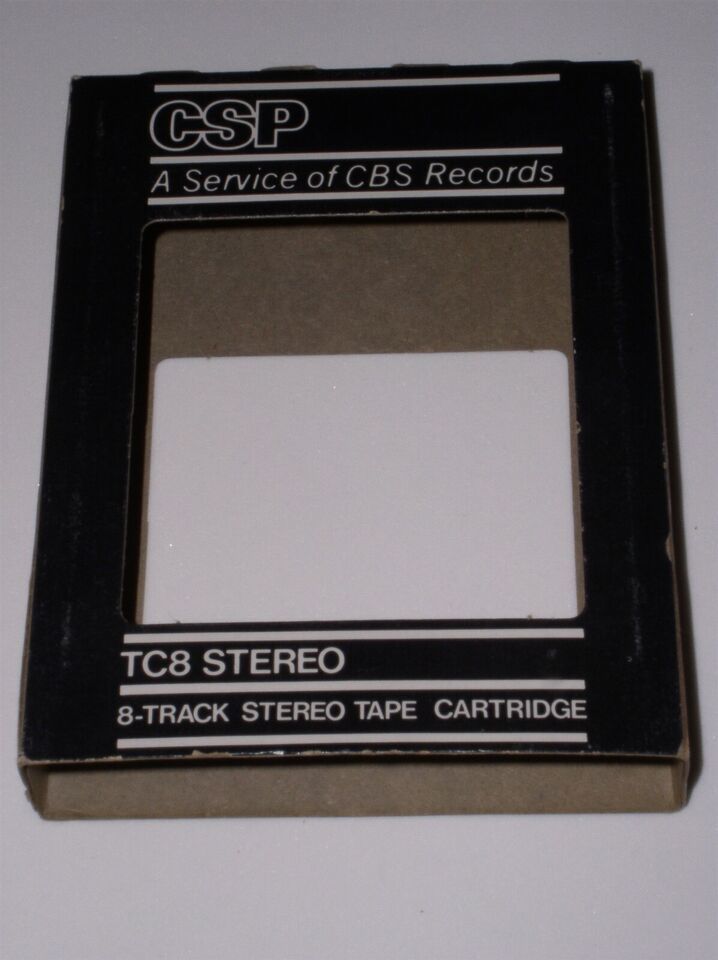 CSP
A Service of CBS Records
TC8 STEREO
8-TRACK STEREO TAPE CARTRIDGE